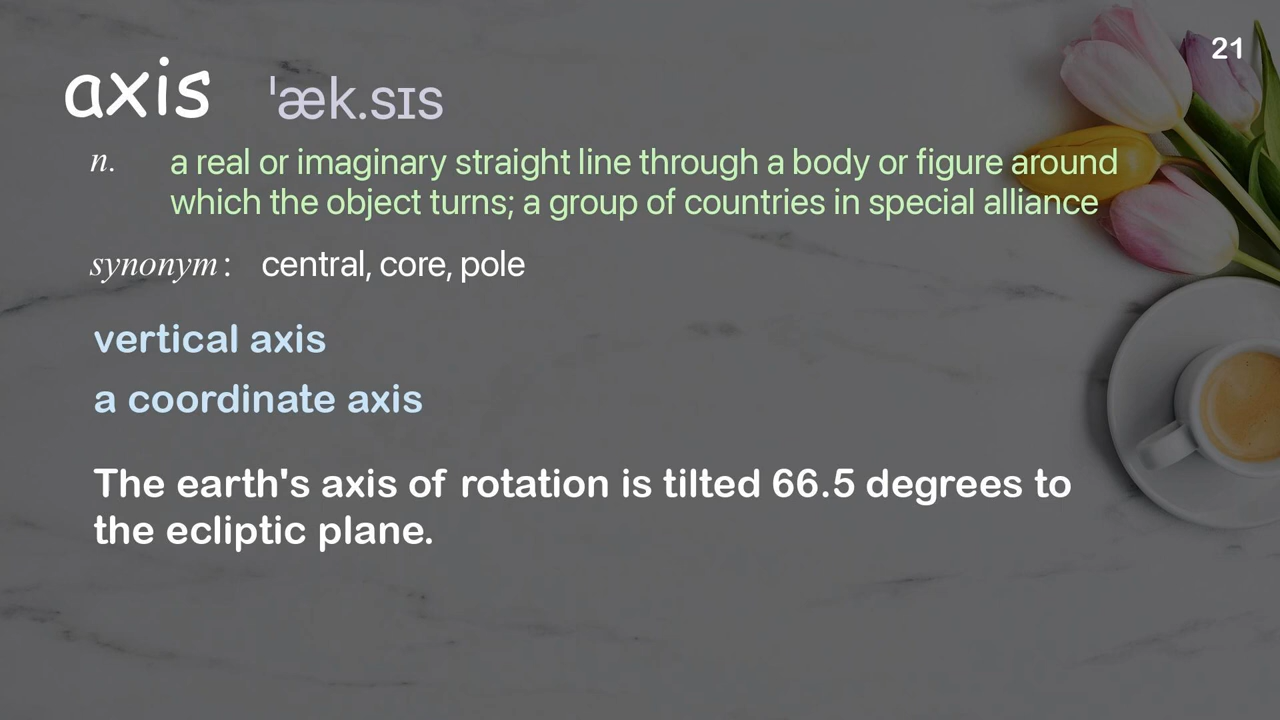 21
axis ˈæk.sɪs
n. a real or imaginary straight line through a body or figure around
which the object turns; a group of countries in special alliance
synonym : central, core, pole
vertical axis
a coordinate axis
The earth's axis of rotation is tilted 66.5 degrees to
the ecliptic plane.